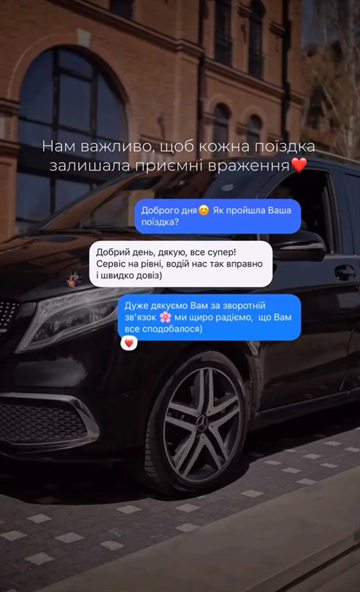 Нам важливо, щоб кожна поїздка
залишала приємні враження❤️
Доброго дня😊 Як пройшла Ваша
поїздка?
Добрий день, дякую, все супер!
Сервіс на рівні, водій нас так вправно
і швидко довіз)
Дуже дякуємо Вам за зворотній
зв'язок 🌸 ми щиро радіємо, що Вам
все сподобалося)
❤️